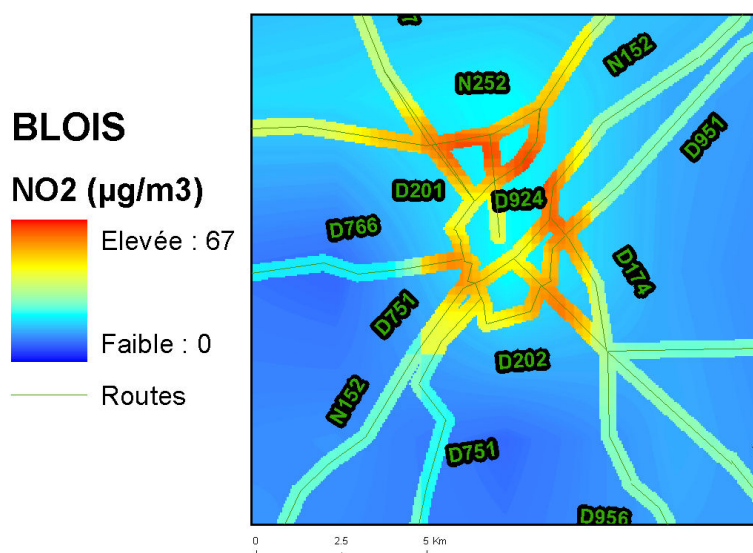 BLOIS
NO2 (µg/m3)
Elevée : 67
Faible : 0
Routes
N252
N152
D951
D201
D924
D766
D174
D751
D202
N152
D751
D956
0 2.5 5 Km